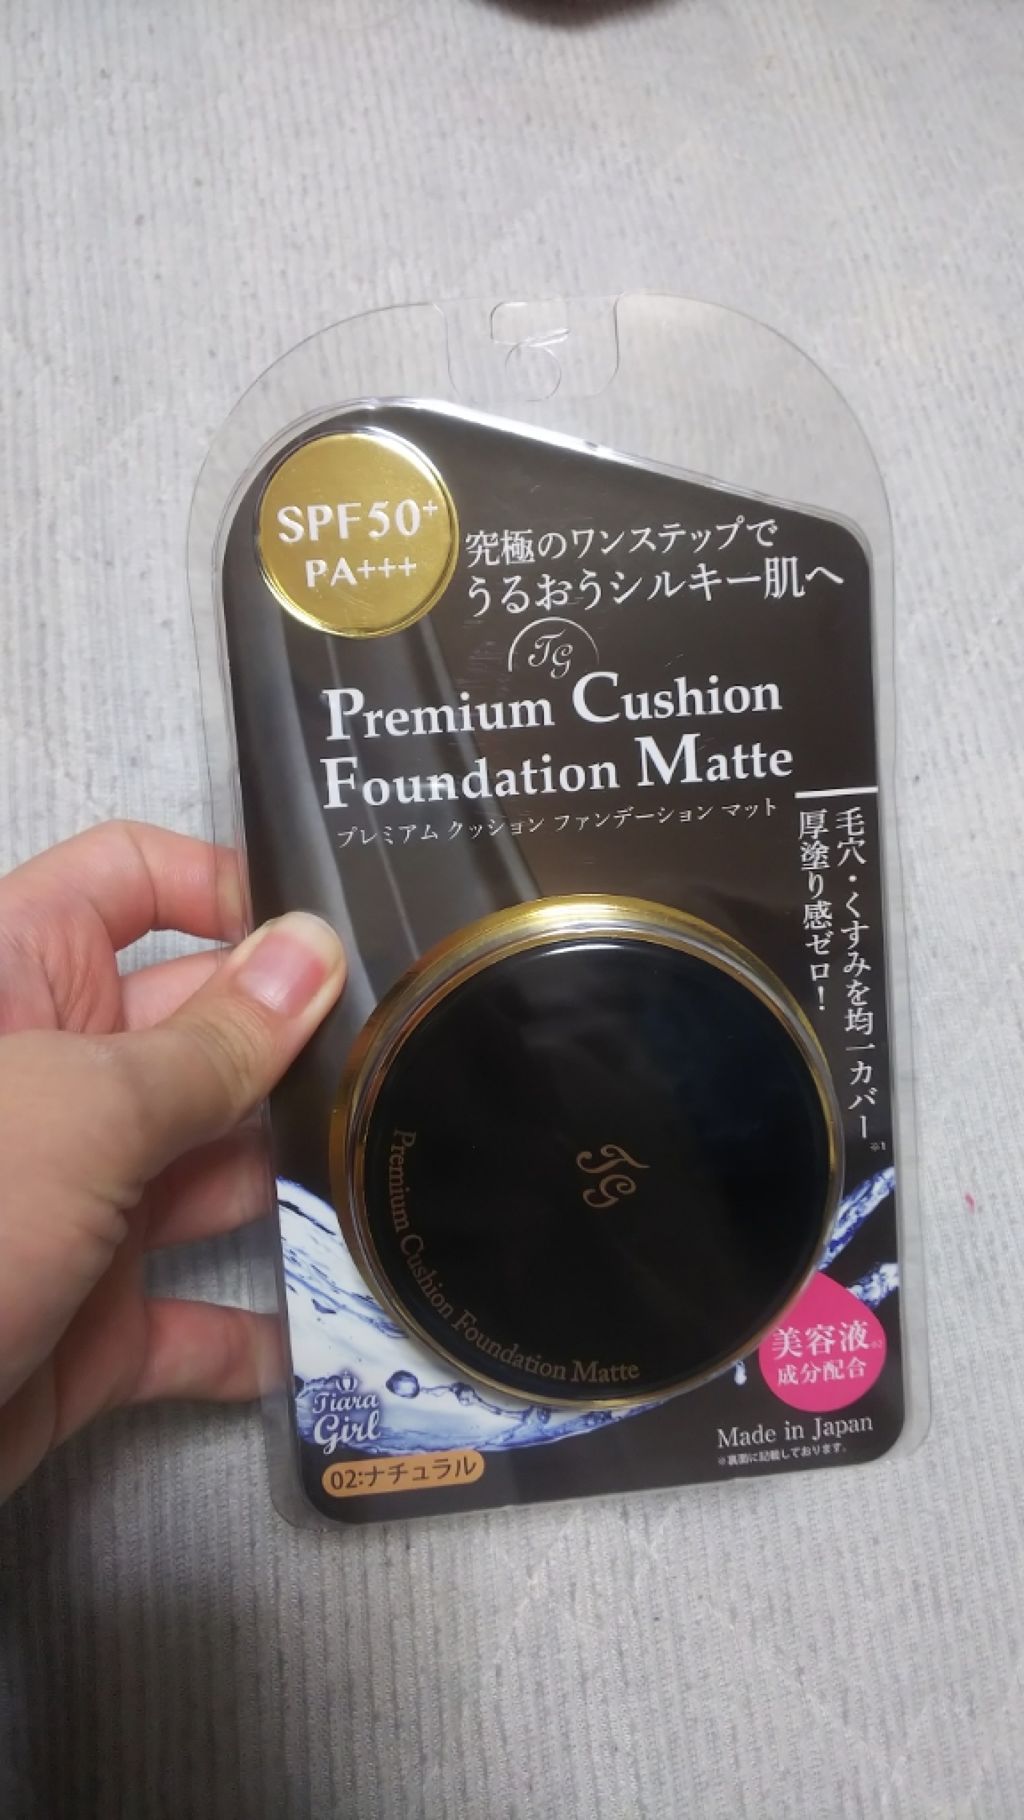 SPF50+
PA+++
究極のワンステップで
うるおうシルキー肌へ
TG
Premium Cushion
Foundation Matte
プレミアム クッション ファンデーション マット
毛穴・くすみを均一カバー※1
厚塗り感ゼロ!
TG
Premium Cushion Foundation Matte
美容液※2
成分配合
Tiara
Girl
Made in Japan
※裏面に記載しております。
02:ナチュラル